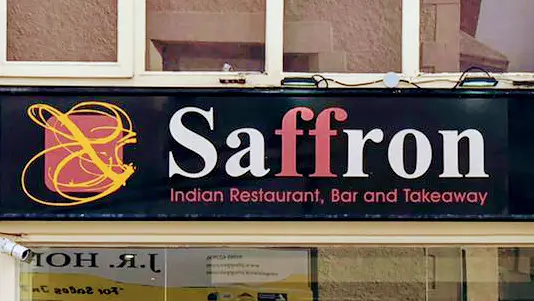 Saffron
Indian Restaurant, Bar and Takeaway
J.R. HO
"For Sales